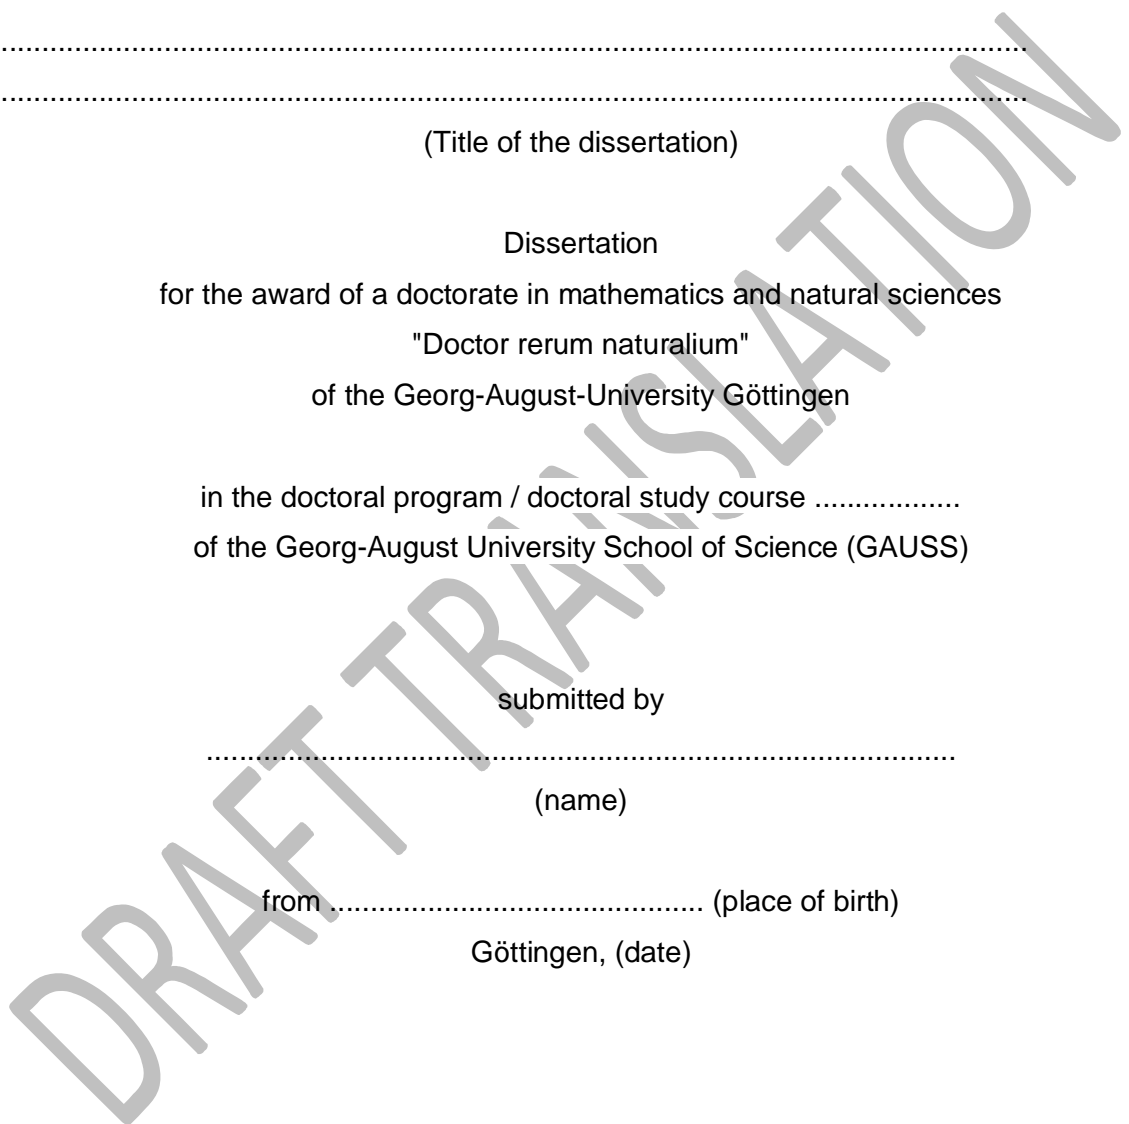 ....................................................................................................................................
....................................................................................................................................
(Title of the dissertation)
Dissertation
for the award of a doctorate in mathematics and natural sciences
"Doctor rerum naturalium"
of the Georg-August-University Göttingen
in the doctoral program / doctoral study course ..................
of the Georg-August University School of Science (GAUSS)
submitted by
............................................................................................
(name)
from .............................................. (place of birth)
Göttingen, (date)
DRAFT TRANSLATION